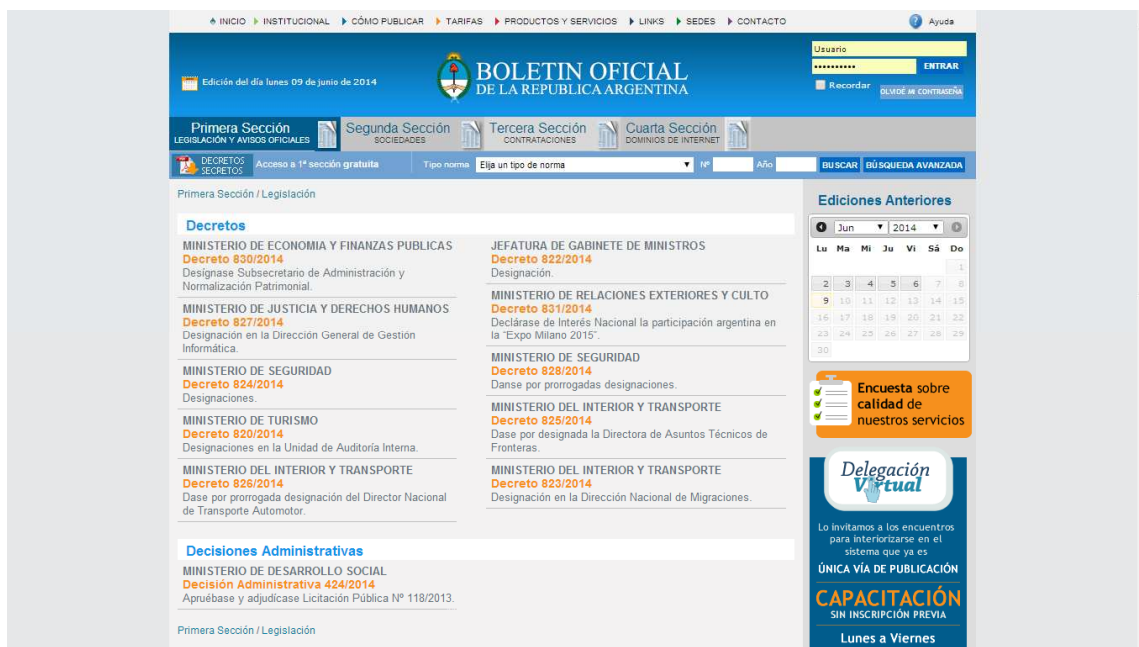 INICIO INSTITUCIONAL CÓMO PUBLICAR TARIFAS PRODUCTOS Y SERVICIOS LINKS SEDES CONTACTO Ayuda
Edición del día lunes 09 de junio de 2014
BOLETIN OFICIAL
DE LA REPUBLICA ARGENTINA
Usuario
•••••••••• ENTRAR
Recordar OLVIDÉ MI CONTRASEÑA
Primera Sección
LEGISLACIÓN Y AVISOS OFICIALES
Segunda Sección
SOCIEDADES
Tercera Sección
CONTRATACIONES
Cuarta Sección
DOMINIOS DE INTERNET
DECRETOS
SECRETOS
Acceso a 1ª sección gratuita
Tipo norma Elija un tipo de norma Nº Año BUSCAR BÚSQUEDA AVANZADA
Primera Sección / Legislación
Decretos
MINISTERIO DE ECONOMIA Y FINANZAS PUBLICAS
Decreto 830/2014
Desígnase Subsecretario de Administración y
Normalización Patrimonial.
MINISTERIO DE JUSTICIA Y DERECHOS HUMANOS
Decreto 827/2014
Designación en la Dirección General de Gestión
Informática.
MINISTERIO DE SEGURIDAD
Decreto 824/2014
Designaciones.
MINISTERIO DE TURISMO
Decreto 820/2014
Designaciones en la Unidad de Auditoría Interna.
MINISTERIO DEL INTERIOR Y TRANSPORTE
Decreto 826/2014
Dase por prorrogada designación del Director Nacional
de Transporte Automotor.
JEFATURA DE GABINETE DE MINISTROS
Decreto 822/2014
Designación.
MINISTERIO DE RELACIONES EXTERIORES Y CULTO
Decreto 831/2014
Declárase de Interés Nacional la participación argentina en
la “Expo Milano 2015”.
MINISTERIO DE SEGURIDAD
Decreto 828/2014
Danse por prorrogadas designaciones.
MINISTERIO DEL INTERIOR Y TRANSPORTE
Decreto 825/2014
Dase por designada la Directora de Asuntos Técnicos de
Fronteras.
MINISTERIO DEL INTERIOR Y TRANSPORTE
Decreto 823/2014
Designación en la Dirección Nacional de Migraciones.
Decisiones Administrativas
MINISTERIO DE DESARROLLO SOCIAL
Decisión Administrativa 424/2014
Apruébase y adjudícase Licitación Pública Nº 118/2013.
Primera Sección / Legislación
Ediciones Anteriores
Jun 2014
Lu Ma Mi Ju Vi Sá Do
1
2 3 4 5 6 7 8
9 10 11 12 13 14 15
16 17 18 19 20 21 22
23 24 25 26 27 28 29
30
Encuesta sobre
calidad de
nuestros servicios
Delegación
Virtual
Lo invitamos a los encuentros
para interiorizarse en el
sistema que ya es
ÚNICA VÍA DE PUBLICACIÓN
CAPACITACIÓN
SIN INSCRIPCIÓN PREVIA
Lunes a Viernes